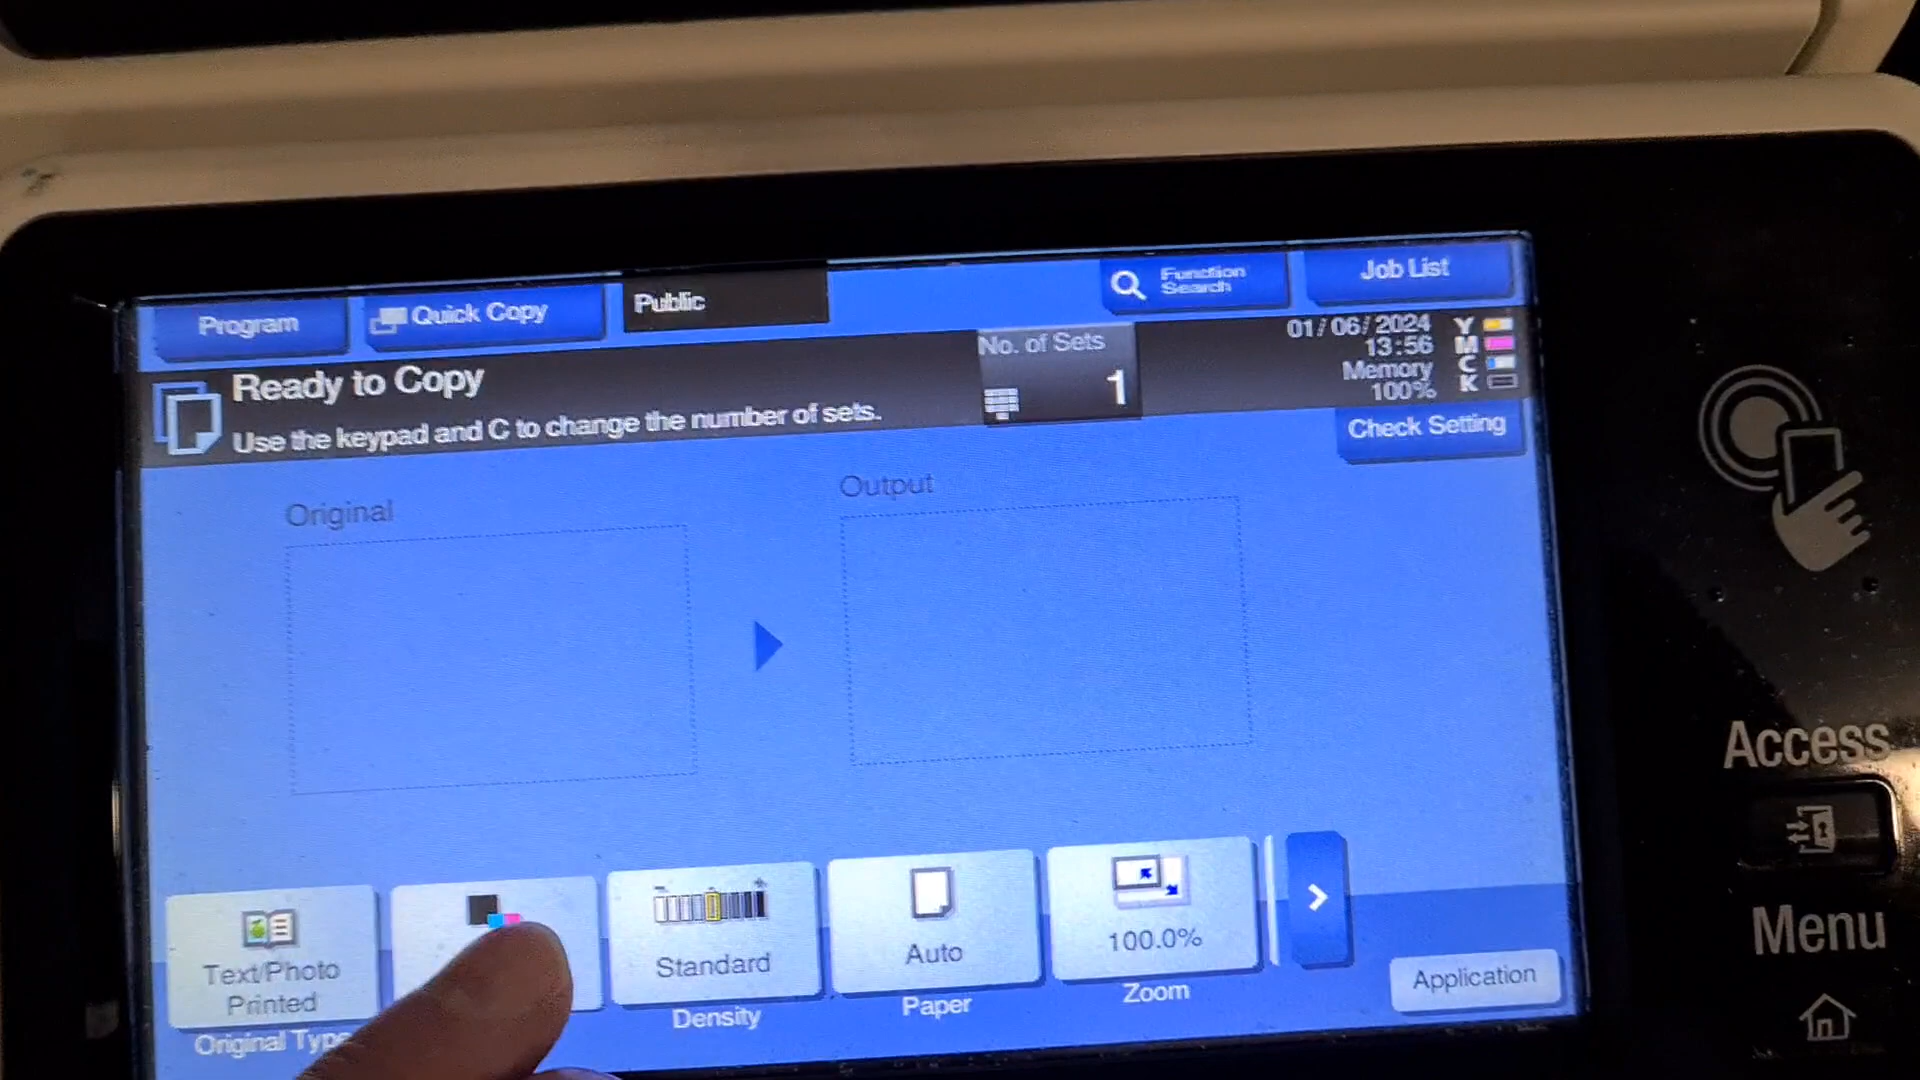 Program
Quick Copy
Public
Function
Search
Job List
Ready to Copy
Use the keypad and C to change the number of sets.
No. of Sets
1
01/06/2024
13:56
Memory
100%
Y
M
C
K
Check Setting
Original
Output
Text/Photo
Printed
Original Type
Standard
Density
Auto
Paper
100.0%
Zoom
Application
Access
Menu